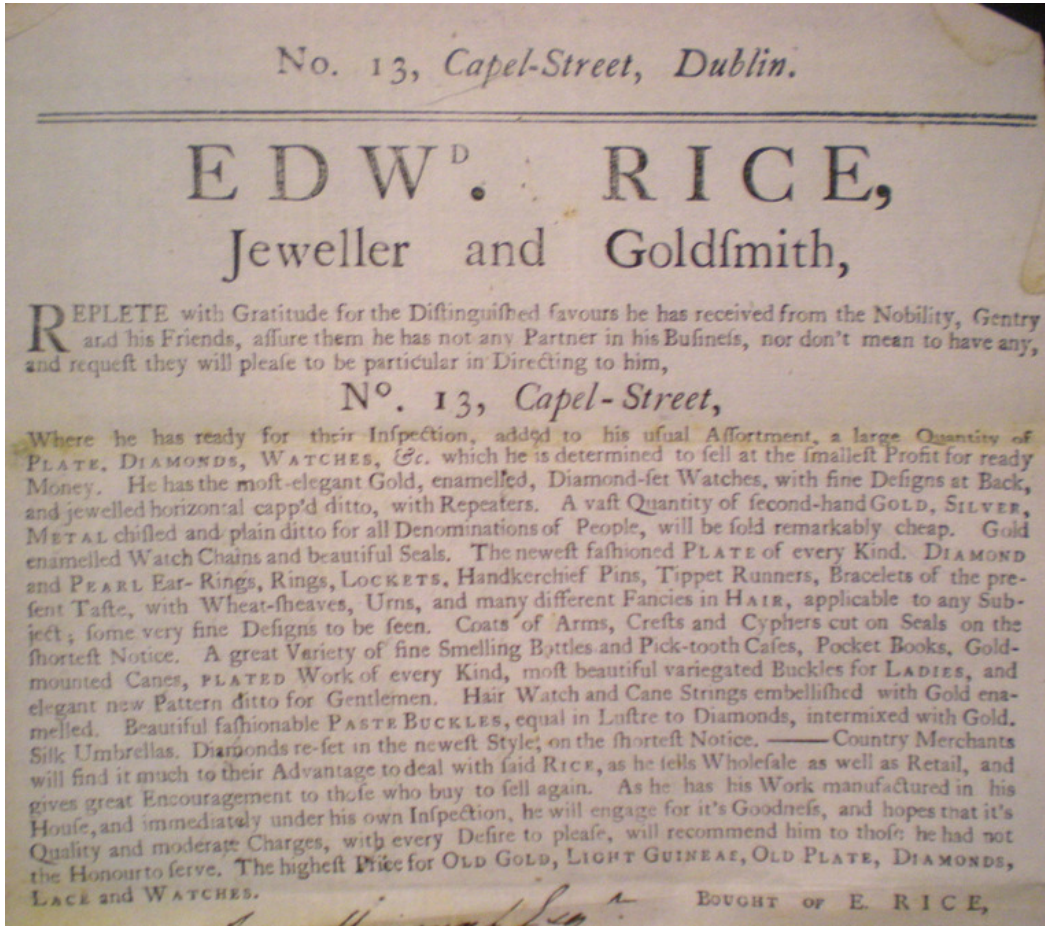 No. 13, Capel-Street, Dublin.
EDWᴰ. RICE,
Jeweller and Goldſmith,
REPLETE with Gratitude for the Diſtinguiſhed favours he has received from the Nobility, Gentry
and his Friends, aſſure them he has not any Partner in his Buſineſs, nor don't mean to have any,
and requeſt they will pleaſe to be particular in Directing to him,
Nº. 13, Capel-Street,
Where he has ready for their Inſpection, added to his uſual Aſſortment, a large Quantity of
PLATE, DIAMONDS, WATCHES, &c. which he is determined to ſell at the ſmalleſt Profit for ready
Money. He has the moſt-elegant Gold, enamelled, Diamond-ſet Watches, with fine Deſigns at Back,
and jewelled horizontal capp'd ditto, with Repeaters. A vaſt Quantity of ſecond-hand GOLD, SILVER,
METAL chiſled and plain ditto for all Denominations of People, will be ſold remarkably cheap. Gold
enamelled Watch Chains and beautiful Seals. The neweſt faſhioned PLATE of every Kind. DIAMOND
and PEARL Ear-Rings, Rings, LOCKETS, Handkerchief Pins, Tippet Runners, Bracelets of the pre-
ſent Taſte, with Wheat-ſheaves, Urns, and many different Fancies in HAIR, applicable to any Sub-
ject; ſome very fine Deſigns to be ſeen. Coats of Arms, Creſts and Cyphers cut on Seals on the
ſhorteſt Notice. A great Variety of fine Smelling Bottles and Pick-tooth Caſes, Pocket Books, Gold-
mounted Canes, PLATED Work of every Kind, moſt beautiful variegated Buckles for LADIES, and
elegant new Pattern ditto for Gentlemen. Hair Watch and Cane Strings embelliſhed with Gold ena-
melled. Beautiful faſhionable PASTE BUCKLES, equal in Luſtre to Diamonds, intermixed with Gold.
Silk Umbrellas. Diamonds re-ſet in the neweſt Style, on the ſhorteſt Notice. ——Country Merchants
will find it much to their Advantage to deal with ſaid RICE, as he ſells Wholeſale as well as Retail, and
gives great Encouragement to thoſe who buy to ſell again. As he has his Work manufactured in his
Houſe, and immediately under his own Inſpection, he will engage for it's Goodneſs, and hopes that it's
Quality and moderate Charges, with every Deſire to pleaſe, will recommend him to thoſe he had not
the Honour to ſerve. The higheſt Price for OLD GOLD, LIGHT GUINEAS, OLD PLATE, DIAMONDS,
LACE and WATCHES.
BOUGHT OF E. RICE,